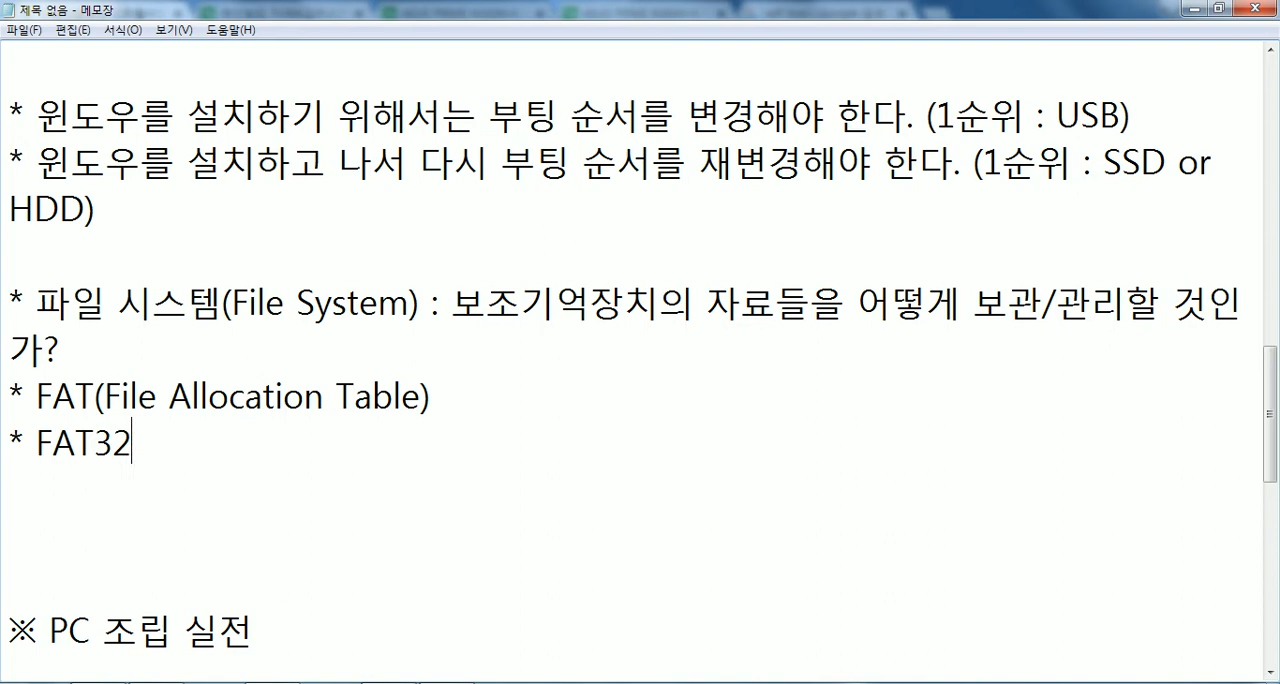 제목 없음 - 메모장
파일(F) 편집(E) 서식(O) 보기(V) 도움말(H)
* 윈도우를 설치하기 위해서는 부팅 순서를 변경해야 한다. (1순위 : USB)
* 윈도우를 설치하고 나서 다시 부팅 순서를 재변경해야 한다. (1순위 : SSD or
HDD)
* 파일 시스템(File System) : 보조기억장치의 자료들을 어떻게 보관/관리할 것인
가?
* FAT(File Allocation Table)
* FAT32
※ PC 조립 실전